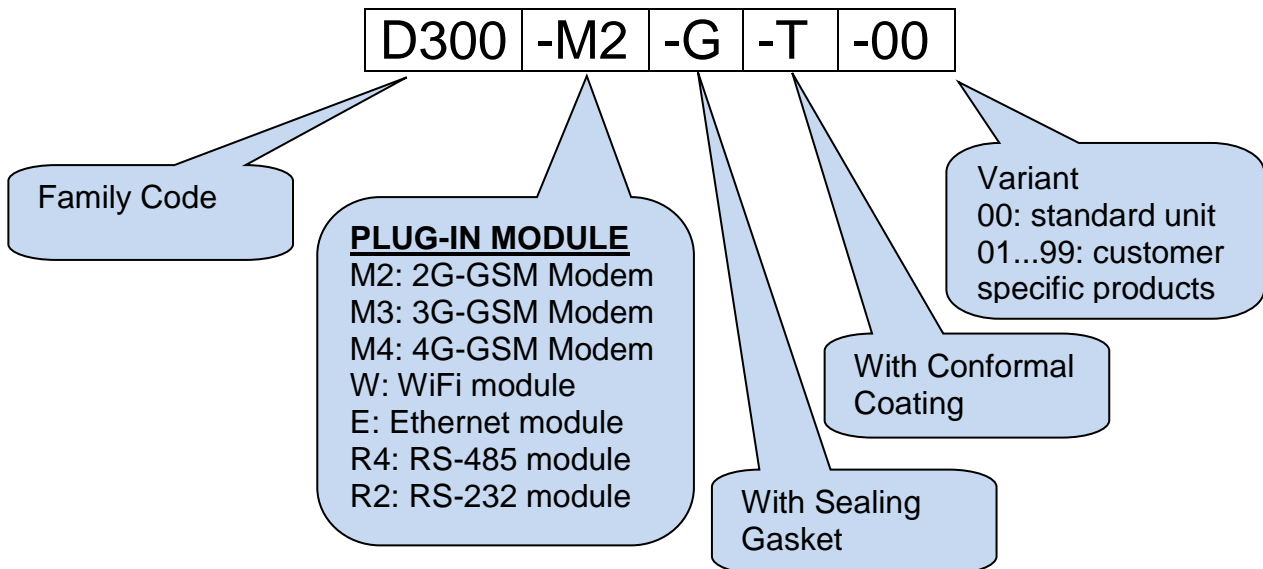 D300 -M2 -G -T -00
Family Code
PLUG-IN MODULE
M2: 2G-GSM Modem
M3: 3G-GSM Modem
M4: 4G-GSM Modem
W: WiFi module
E: Ethernet module
R4: RS-485 module
R2: RS-232 module
With Sealing
Gasket
With Conformal
Coating
Variant
00: standard unit
01...99: customer
specific products